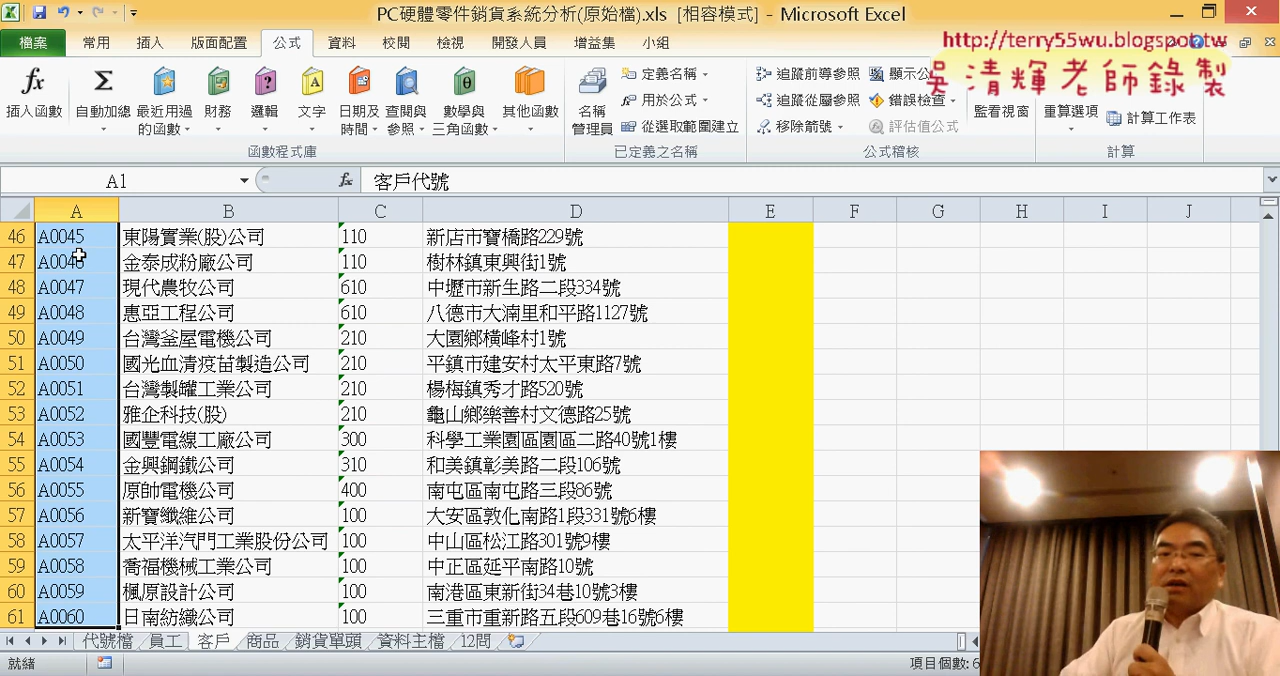 PC硬體零件銷貨系統分析(原始檔).xls [相容模式] - Microsoft Excel
檔案 常用 插入 版面配置 公式 資料 校閱 檢視 開發人員 增益集 小組
http://terry55wu.blogspot.tw
吳清輝老師錄製
插入函數 自動加總 最近用過的函數 財務 邏輯 文字 日期及時間 查閱與參照 數學與三角函數 其他函數
函數程式庫
名稱管理員 定義名稱 用於公式 從選取範圍建立
已定義之名稱
追蹤前導參照 追蹤從屬參照 移除箭號 顯示公 錯誤檢查 評估值公式 監看視窗
公式稽核
重算選項 計算工作表
計算
A1 fx 客戶代號
A B C D E F G H I J
46 A0045 東陽實業(股)公司 110 新店市寶橋路229號
47 A0046 金泰成粉廠公司 110 樹林鎮東興街1號
48 A0047 現代農牧公司 610 中壢市新生路二段334號
49 A0048 惠亞工程公司 610 八德市大湳里和平路1127號
50 A0049 台灣釜屋電機公司 210 大園鄉橫峰村1號
51 A0050 國光血清疫苗製造公司 210 平鎮市建安村太平東路7號
52 A0051 台灣製罐工業公司 210 楊梅鎮秀才路520號
53 A0052 雅企科技(股) 210 龜山鄉樂善村文德路25號
54 A0053 國豐電線工廠公司 300 科學工業園區園區二路40號1樓
55 A0054 金興鋼鐵公司 310 和美鎮彰美路二段106號
56 A0055 原帥電機公司 400 南屯區南屯路三段86號
57 A0056 新寶纖維公司 100 大安區敦化南路1段331號6樓
58 A0057 太平洋汽門工業股份公司 100 中山區松江路301號9樓
59 A0058 喬福機械工業公司 100 中正區延平南路10號
60 A0059 楓原設計公司 100 南港區東新街34巷10號3樓
61 A0060 日南紡織公司 100 三重市重新路五段609巷16號6樓
代號檔 員工 客戶 商品 銷貨單頭 資料主檔 12問
就緒 項目個數: 6